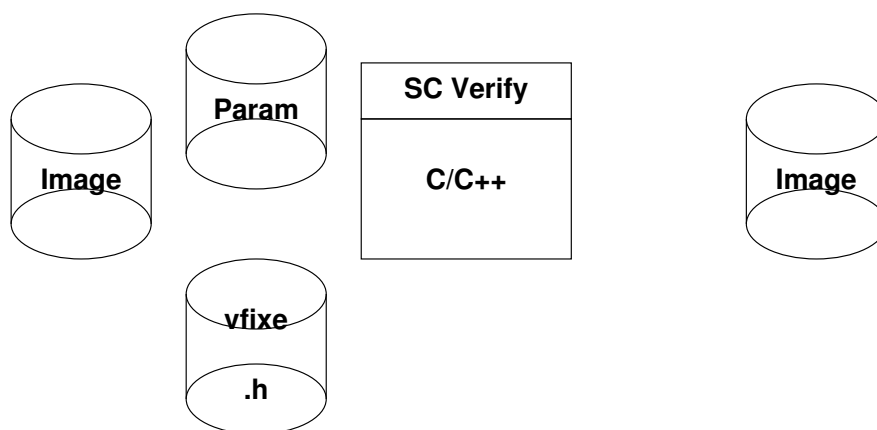 Param
SC Verify
Image
C/C++
Image
vfixe
.h